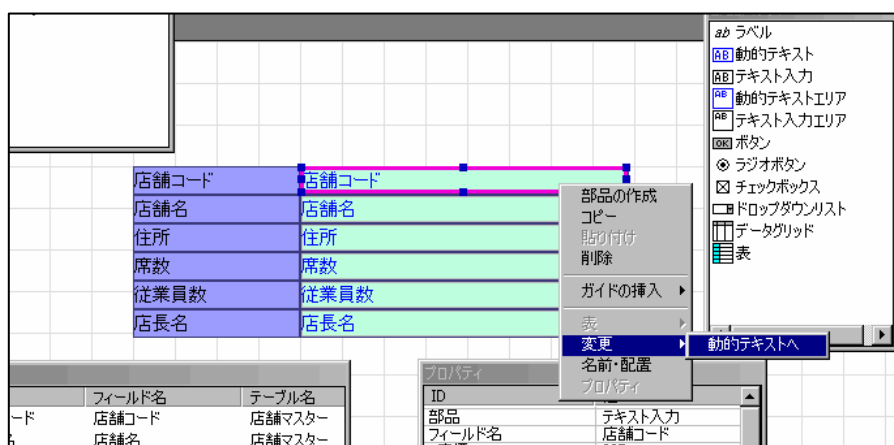 ab ラベル
AB 動的テキスト
AB テキスト入力
AB 動的テキストエリア
AB テキスト入力エリア
OK ボタン
ラジオボタン
チェックボックス
ドロップダウンリスト
データグリッド
表
店舗コード 店舗コード
店舗名 店舗名
住所 住所
席数 席数
従業員数 従業員数
店長名 店長名
部品の作成
コピー
貼り付け
削除
ガイドの挿入
表
変更
動的テキストへ
名前・配置
プロパティ
フィールド名 テーブル名
ード 店舗コード 店舗マスター
店舗名 店舗マスター
プロパティ
ID
部品 テキスト入力
フィールド名 店舗コード